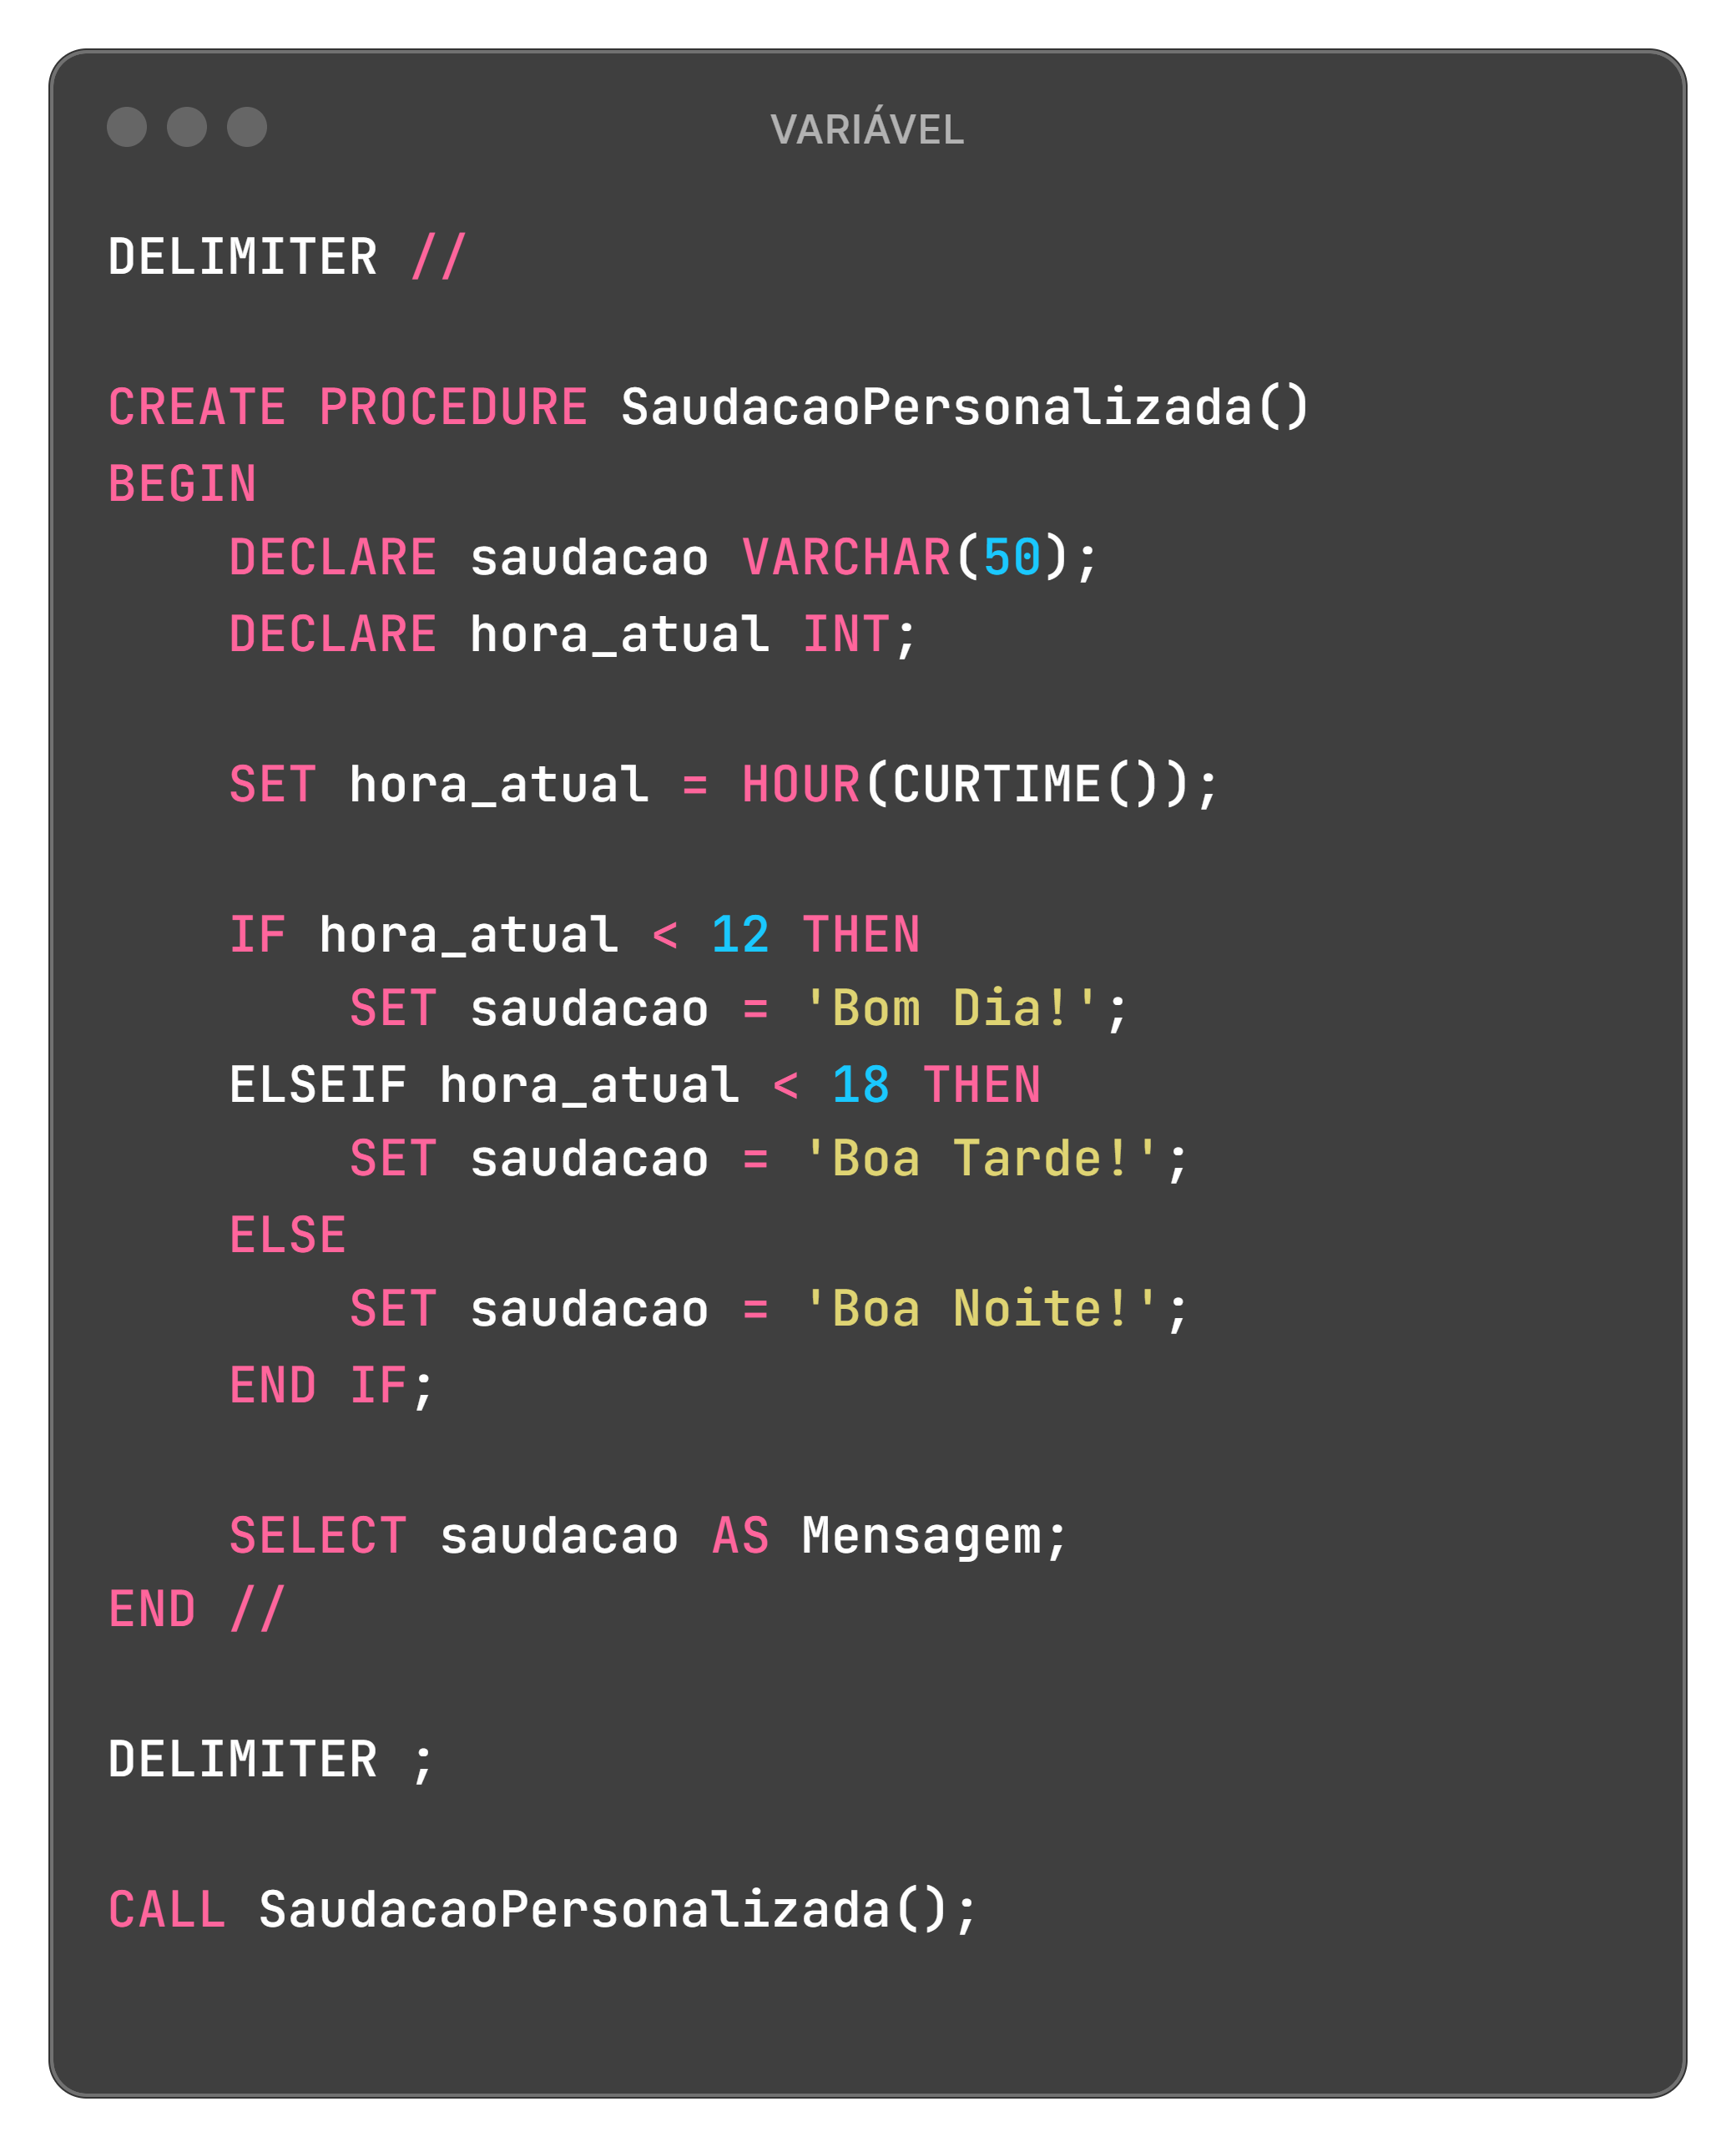 VARIÁVEL
DELIMITER //
CREATE PROCEDURE SaudacaoPersonalizada()
BEGIN
    DECLARE saudacao VARCHAR(50);
    DECLARE hora_atual INT;
    SET hora_atual = HOUR(CURTIME());
    IF hora_atual < 12 THEN
        SET saudacao = 'Bom Dia!';
    ELSEIF hora_atual < 18 THEN
        SET saudacao = 'Boa Tarde!';
    ELSE
        SET saudacao = 'Boa Noite!';
    END IF;
    SELECT saudacao AS Mensagem;
END //
DELIMITER ;
CALL SaudacaoPersonalizada();